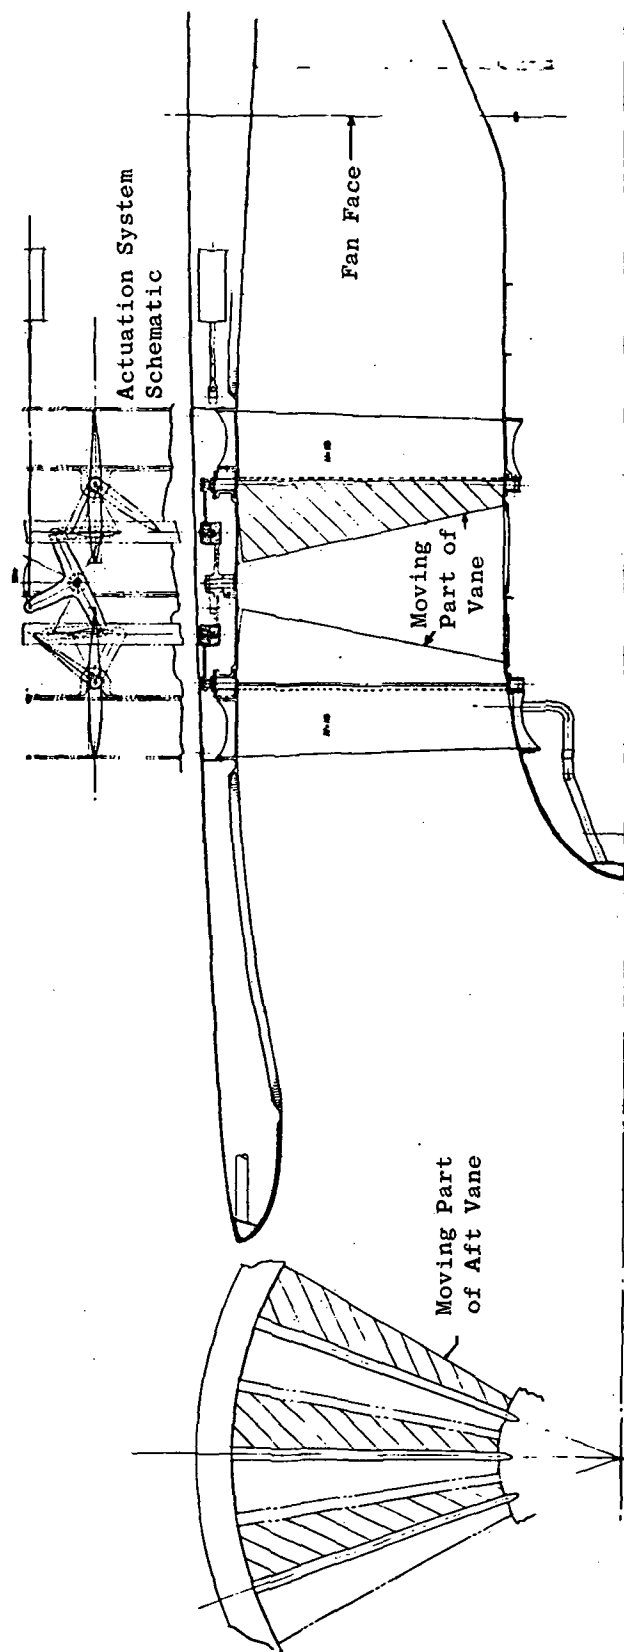 Actuation System
Schematic
Fan Face
Moving
Part of
Vane
Moving Part
of Aft Vane